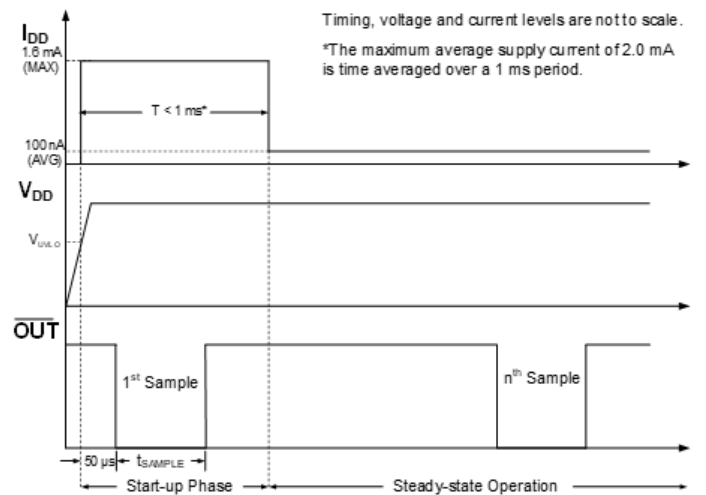 Timing, voltage and current levels are not to scale.
*The maximum average supply current of 2.0 mA
is time averaged over a 1 ms period.
IDD
1.6 mA
(MAX)
T < 1 ms*
100 nA
(AVG)
VDD
VUVLO
OUT
1st Sample
nth Sample
50 µs
tSAMPLE
Start-up Phase
Steady-state Operation